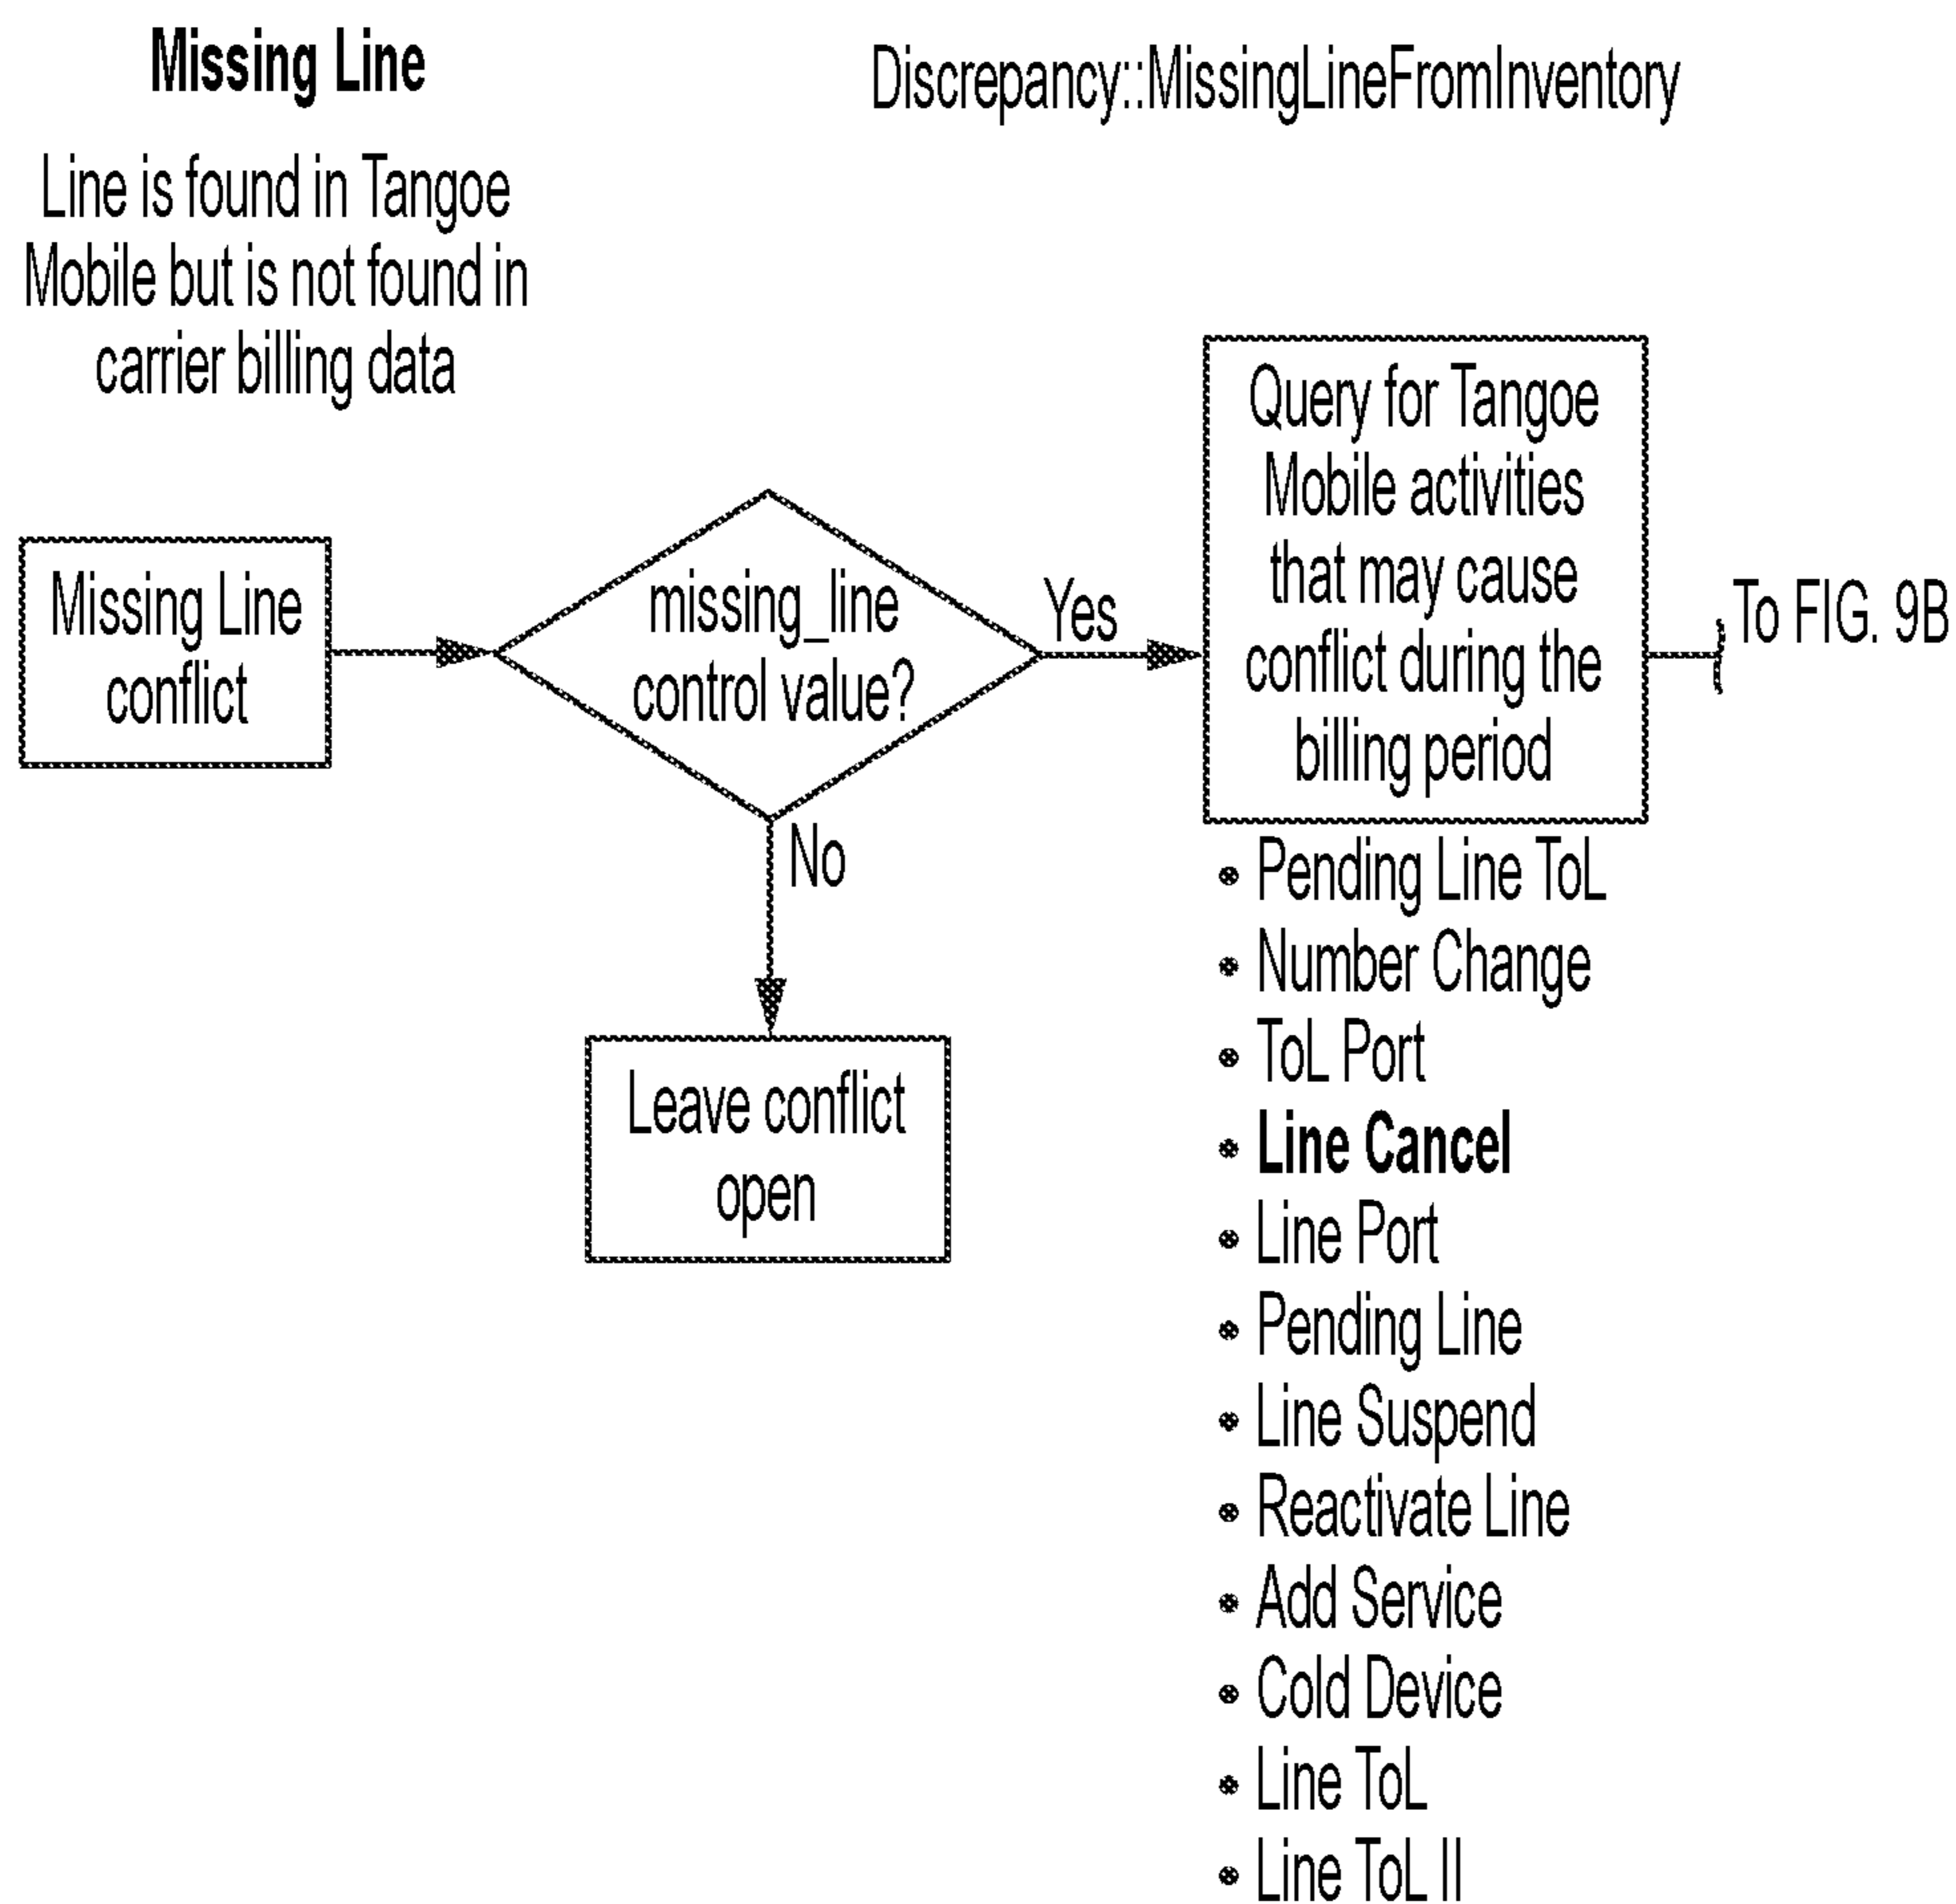 Missing Line
Discrepancy::MissingLineFromInventory
Line is found in Tangoe
Mobile but is not found in
carrier billing data
Missing Line
conflict
missing_line
control value?
Yes
No
Leave conflict
open
Query for Tangoe
Mobile activities
that may cause
conflict during the
billing period
To FIG. 9B
• Pending Line ToL
• Number Change
• ToL Port
• Line Cancel
• Line Port
• Pending Line
• Line Suspend
• Reactivate Line
• Add Service
• Cold Device
• Line ToL
• Line ToL II